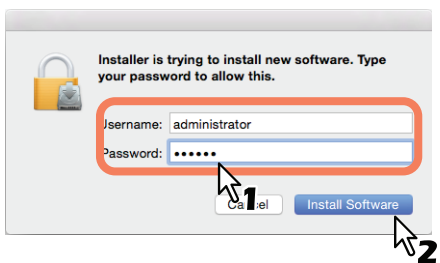 Installer is trying to install new software. Type
your password to allow this.
Username: administrator
Password: ••••••
1
Cancel Install Software
2